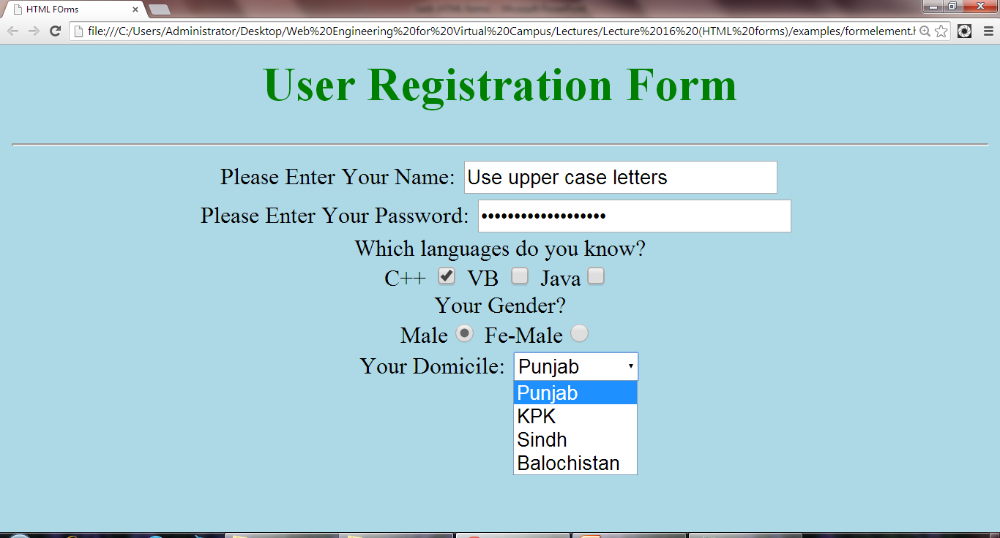 HTML FOrms
file:///C:/Users/Administrator/Desktop/Web%20Engineering%20for%20Virtual%20Campus/Lectures/Lecture%2016%20(HTML%20forms)/examples/formelement.h
User Registration Form
Please Enter Your Name: Use upper case letters
Please Enter Your Password: •••••••••••••••••••
Which languages do you know?
C++ VB Java
Your Gender?
Male Fe-Male
Your Domicile: Punjab
Punjab
KPK
Sindh
Balochistan